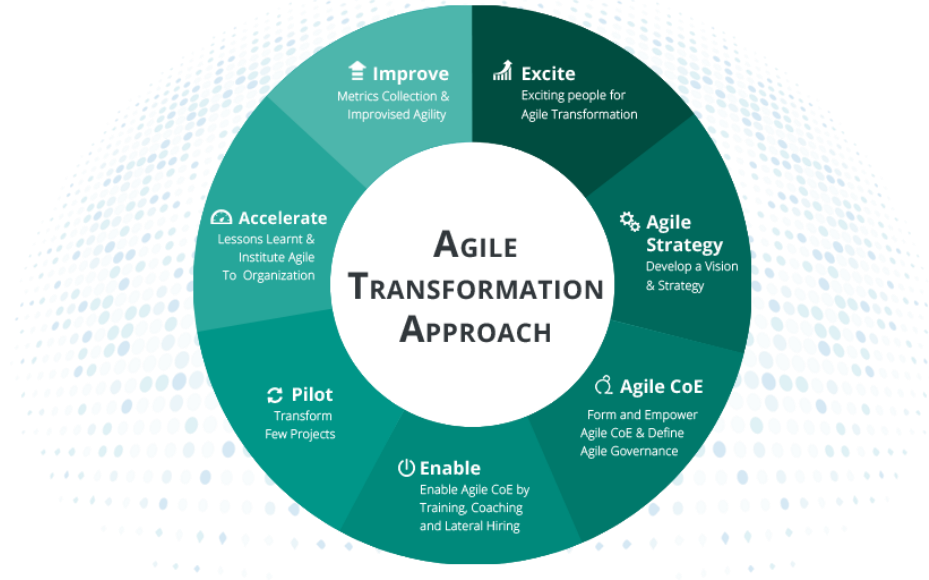 AGILE
TRANSFORMATION
APPROACH
Excite
Exciting people for
Agile Transformation
Agile
Strategy
Develop a Vision
& Strategy
Agile CoE
Form and Empower
Agile CoE & Define
Agile Governance
Enable
Enable Agile CoE by
Training, Coaching
and Lateral Hiring
Pilot
Transform
Few Projects
Accelerate
Lessons Learnt &
Institute Agile
To Organization
Improve
Metrics Collection &
Improvised Agility